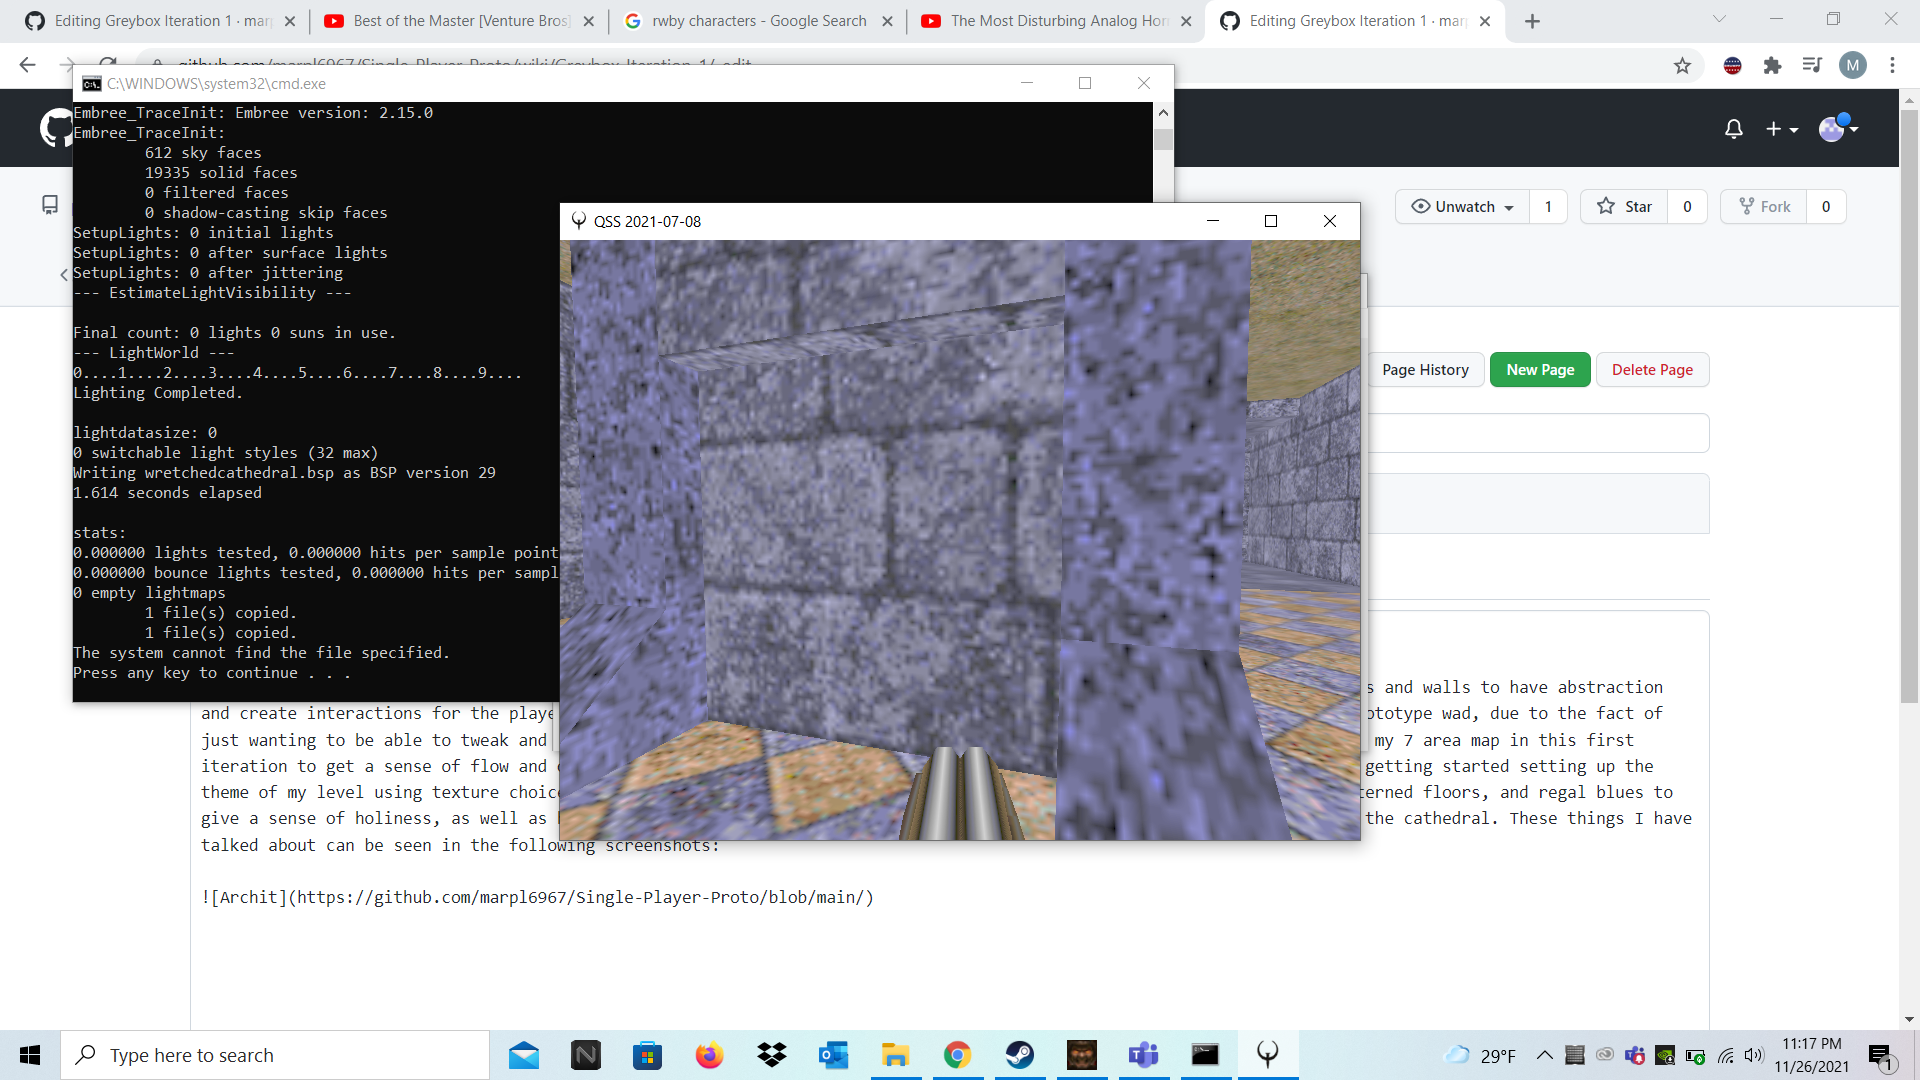 Editing Greybox Iteration 1 · mar
Best of the Master [Venture Bros]
rwby characters - Google Search
The Most Disturbing Analog Hor
Editing Greybox Iteration 1 · mar
github.com/marpl6967/Single-Player-Proto/wiki/Greybox-Iteration-1/_edit
M
C:\WINDOWS\system32\cmd.exe
Embree_TraceInit: Embree version: 2.15.0
Embree_TraceInit:
612 sky faces
19335 solid faces
0 filtered faces
0 shadow-casting skip faces
SetupLights: 0 initial lights
SetupLights: 0 after surface lights
SetupLights: 0 after jittering
--- EstimateLightVisibility ---
Final count: 0 lights 0 suns in use.
--- LightWorld ---
0....1....2....3....4....5....6....7....8....9....
Lighting Completed.
lightdatasize: 0
0 switchable light styles (32 max)
Writing wretchedcathedral.bsp as BSP version 29
1.614 seconds elapsed
stats:
0.000000 lights tested, 0.000000 hits per sample point
0.000000 bounce lights tested, 0.000000 hits per sampl
0 empty lightmaps
1 file(s) copied.
1 file(s) copied.
The system cannot find the file specified.
Press any key to continue . . .
QSS 2021-07-08
Unwatch 1 Star 0 Fork 0
Page History New Page Delete Page
s and walls to have abstraction
and create interactions for the playe ototype wad, due to the fact of
just wanting to be able to tweak and my 7 area map in this first
iteration to get a sense of flow and getting started setting up the
theme of my level using texture choic erned floors, and regal blues to
give a sense of holiness, as well as the cathedral. These things I have
talked about can be seen in the following screenshots:
![Archit](https://github.com/marpl6967/Single-Player-Proto/blob/main/)
Type here to search
29°F
11:17 PM
11/26/2021
1